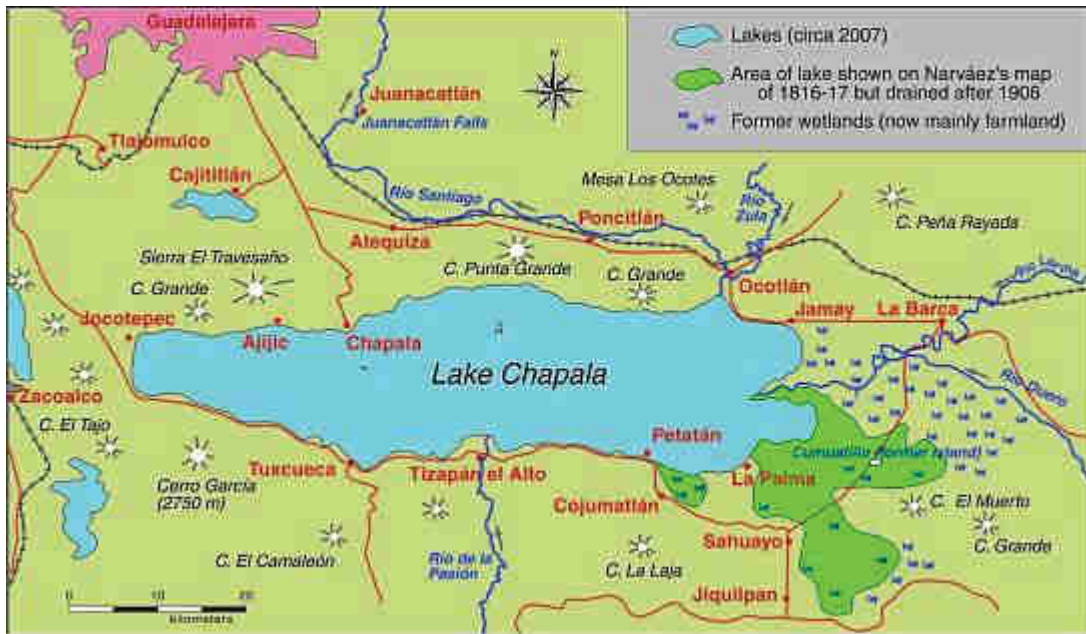 Guadalajara
N
Lakes (circa 2007)
Area of lake shown on Narváez's map
of 1816-17 but drained after 1906
Former wetlands (now mainly farmland)
Juanacatlán
Juanacatlán Falls
Tlajomulco
Cajititlán
Río Santiago
Mesa Los Ocotes
Río
Zula
C. Peña Rayada
Atequiza
Poncitlán
Sierra El Travesaño
C. Punta Grande
C. Grande
Ocotlán
Río Lerma
C. Grande
Jocotepec
Ajijic
Chapala
Jamay
La Barca
Lake Chapala
Río Duero
Zacoalco
C. El Tajo
Petatán
Cumuatillo (former island)
Tuxcueca
Tizapán el Alto
La Palma
Cerro García
(2750 m)
Cojumatlán
C. El Muerto
C. El Camaleón
Río de la
Pasión
C. La Laja
Sahuayo
C. Grande
Jiquilpan
0 10 20
kilometers